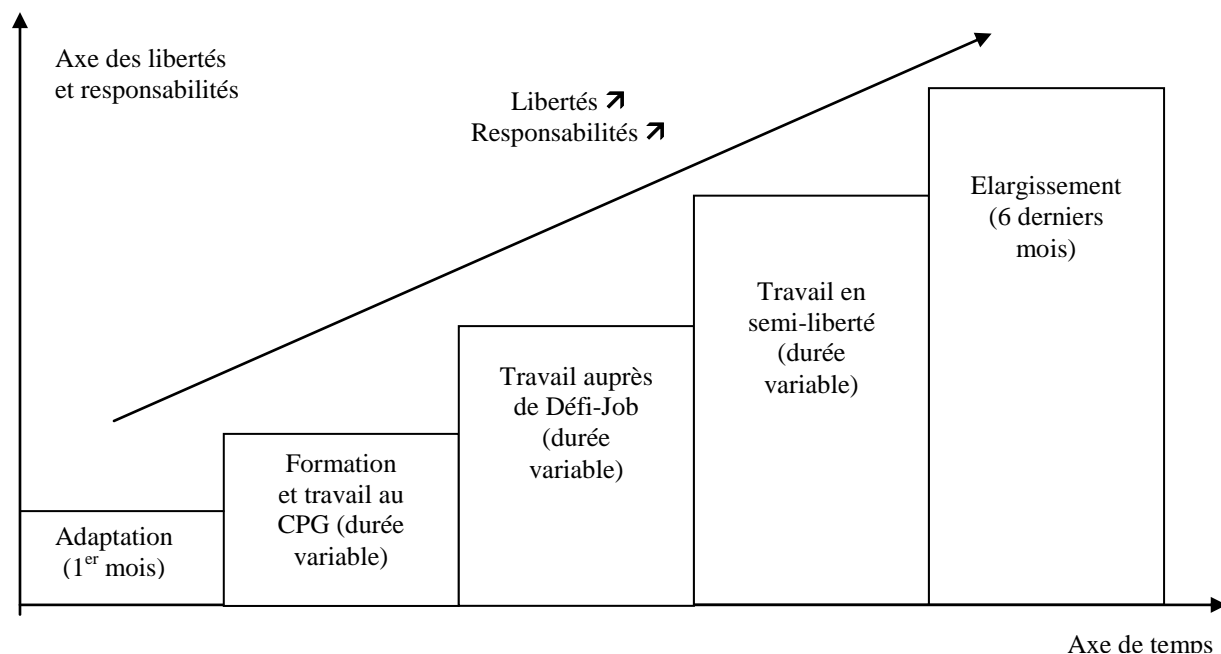 Axe des libertés
et responsabilités
Libertés ↗
Responsabilités ↗
Adaptation
(1er mois)
Formation
et travail au
CPG (durée
variable)
Travail auprès
de Défi-Job
(durée
variable)
Travail en
semi-liberté
(durée
variable)
Elargissement
(6 derniers
mois)
Axe de temps